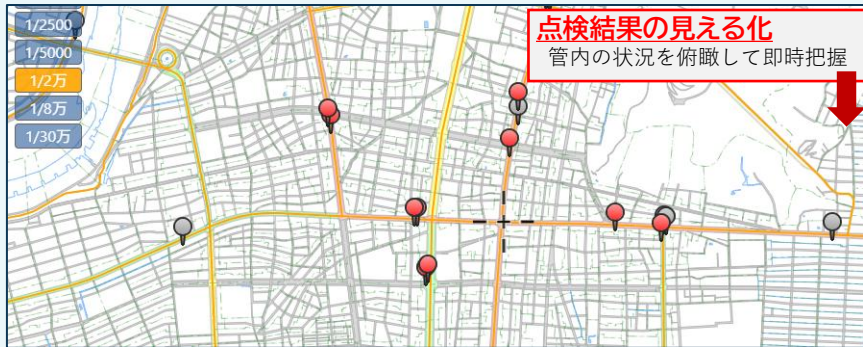 1/2500
1/5000
1/2万
1/8万
1/30万
点検結果の見える化
管内の状況を俯瞰して即時把握